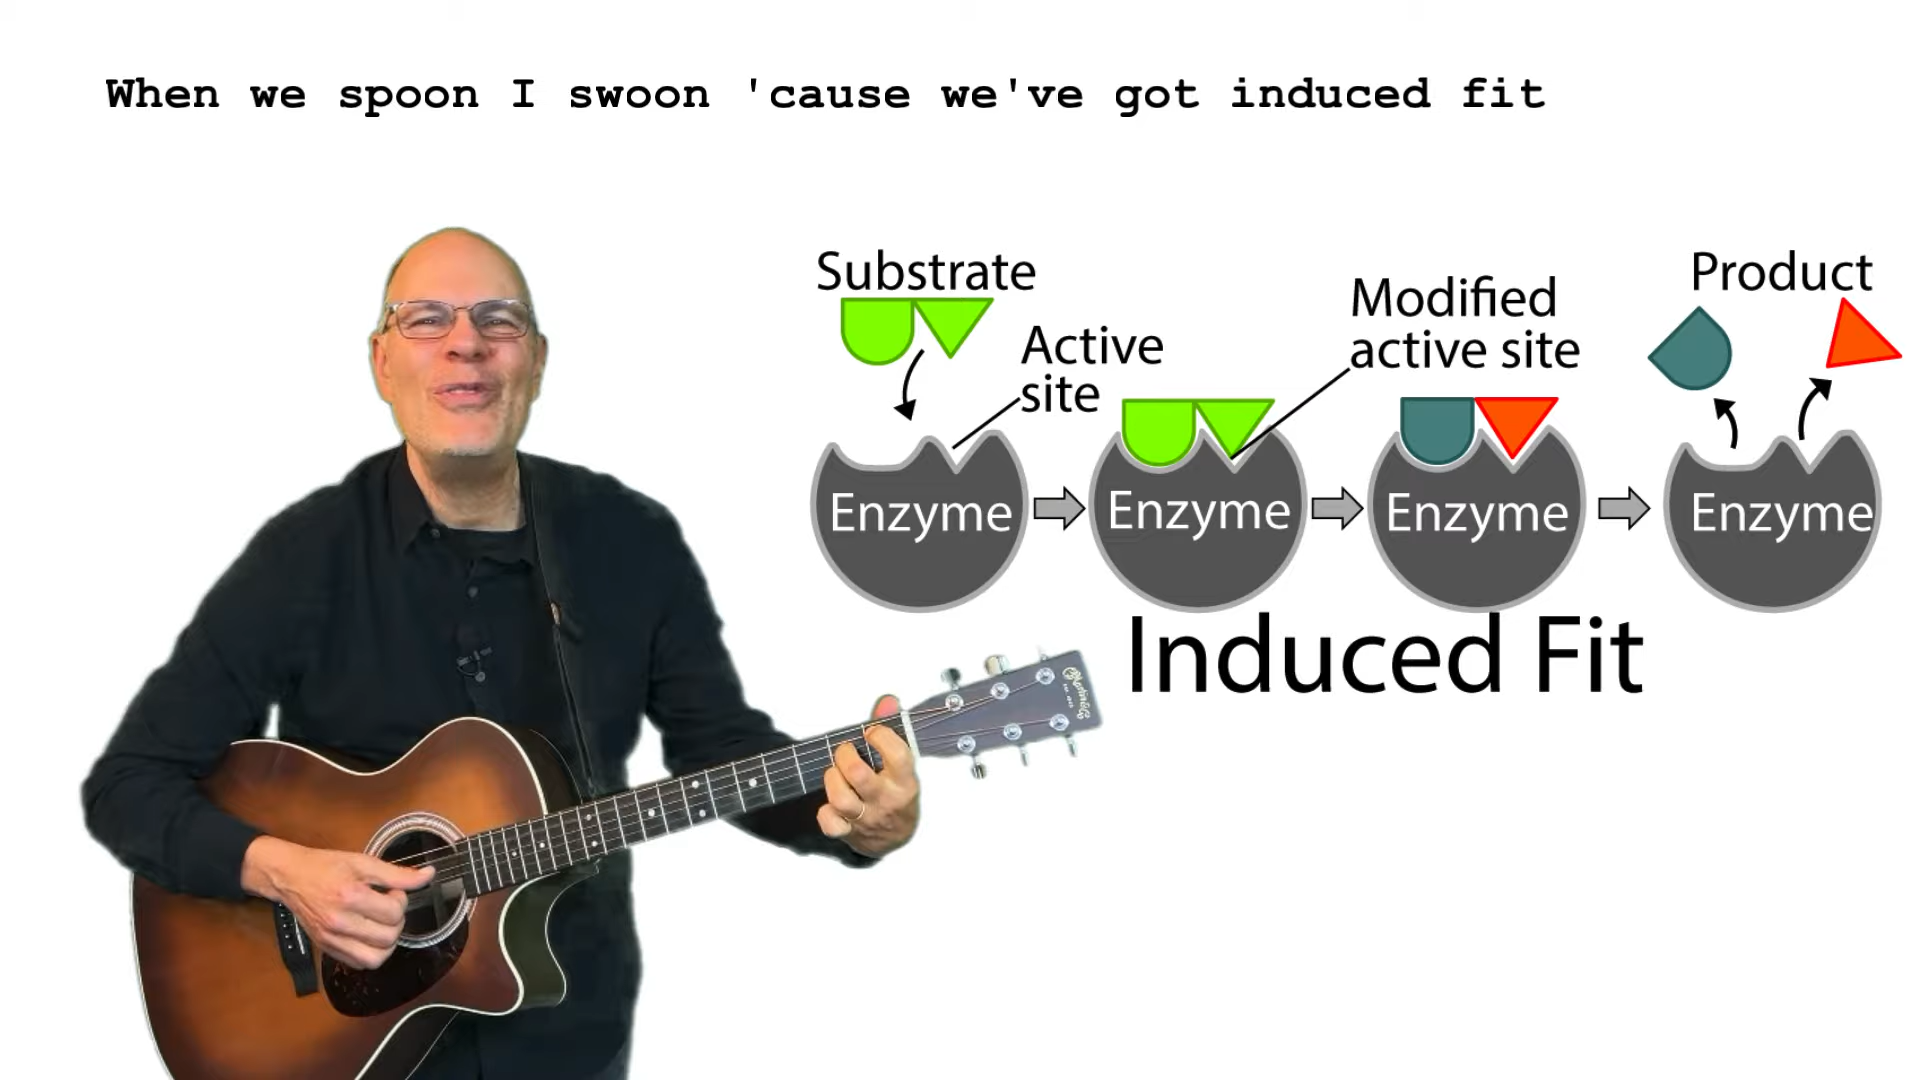 When we spoon I swoon 'cause we've got induced fit
Substrate
Active
site
Modified
active site
Product
Enzyme
Enzyme
Enzyme
Enzyme
Induced Fit